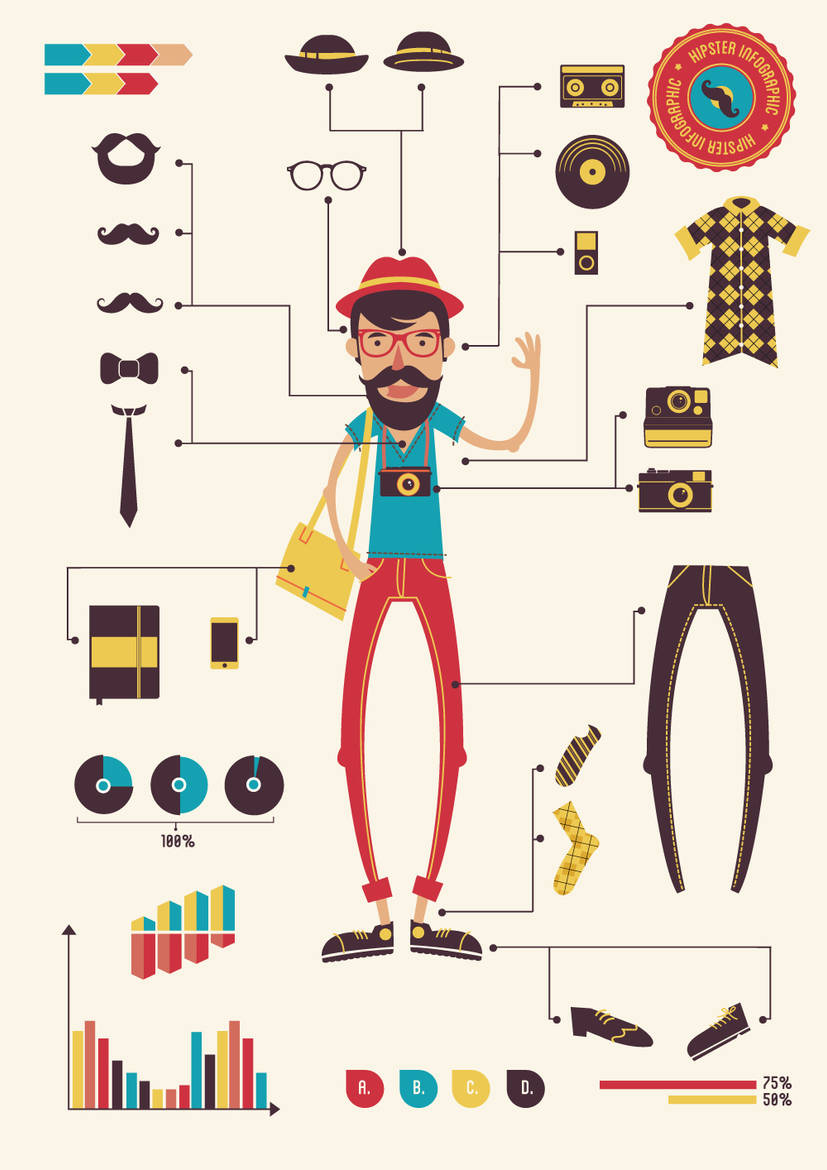 HIPSTER INFOGRAPHIC
HIPSTER INFOGRAPHIC
100%
A. B. C. D.
75%
50%